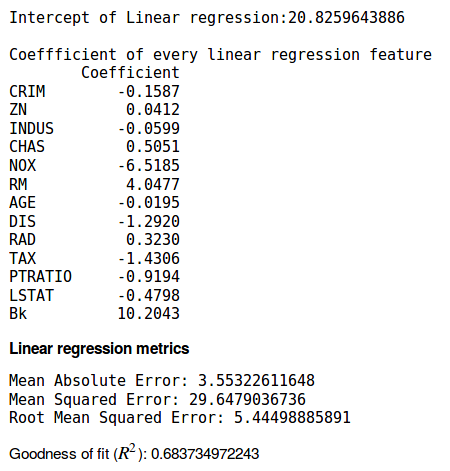 Intercept of Linear regression:20.8259643886
Coeffficient of every linear regression feature
Coefficient
CRIM -0.1587
ZN 0.0412
INDUS -0.0599
CHAS 0.5051
NOX -6.5185
RM 4.0477
AGE -0.0195
DIS -1.2920
RAD 0.3230
TAX -1.4306
PTRATIO -0.9194
LSTAT -0.4798
Bk 10.2043
Linear regression metrics
Mean Absolute Error: 3.55322611648
Mean Squared Error: 29.6479036736
Root Mean Squared Error: 5.44498885891
Goodness of fit (R²): 0.683734972243